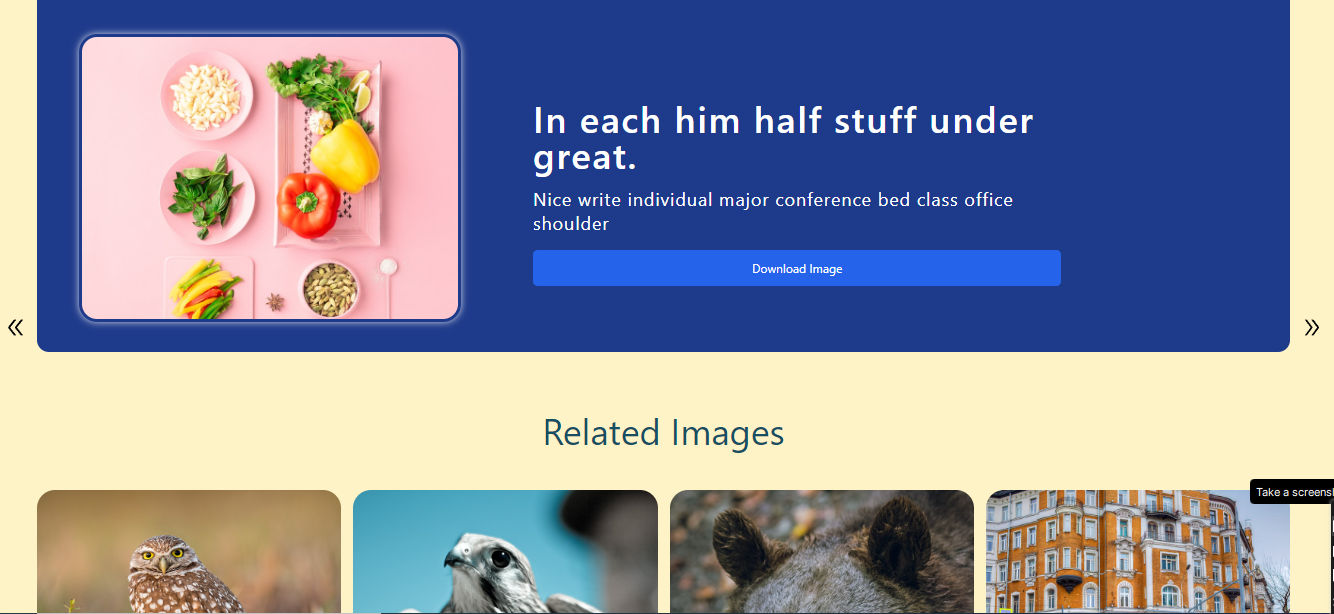 In each him half stuff under
great.
Nice write individual major conference bed class office
shoulder
Download Image
«
»
Related Images
Take a screens